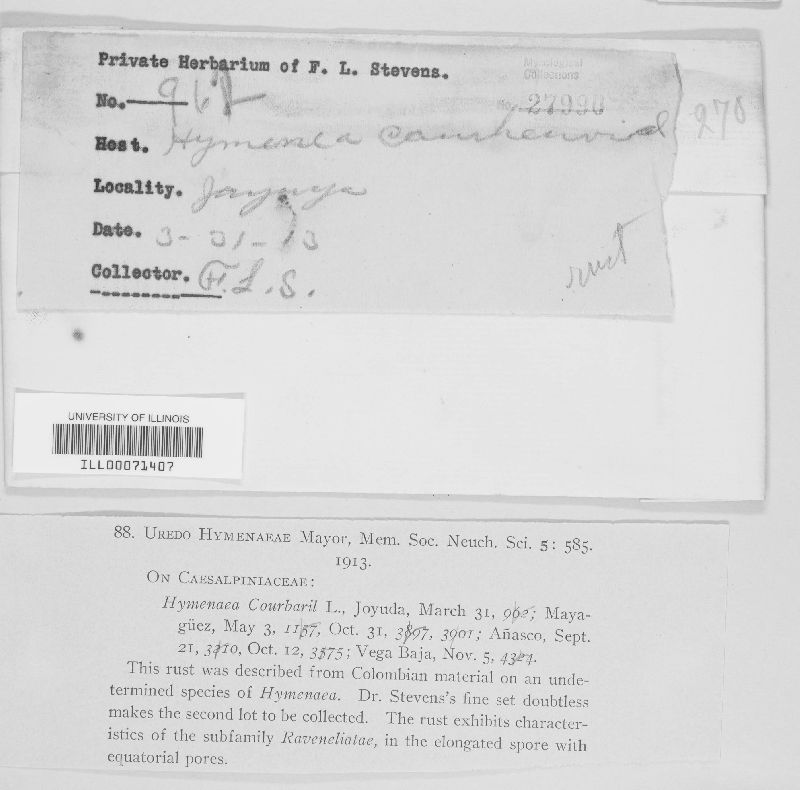 Private Herbarium of F. L. Stevens.
Mycological
Collections
No. 962
27990
Host. Hymenaea
270
Locality. Joyuya
Date. 3-31-13
rust
Collector. F. L. S.
UNIVERSITY OF ILLINOIS
ILL00071407
88. UREDO HYMENAEAE Mayor, Mem. Soc. Neuch. Sci. 5: 585.
1913.
ON CAESALPINIACEAE:
Hymenaea Courbaril L., Joyuda, March 31, 962; Maya-
güez, May 3, 1157, Oct. 31, 3897, 3901; Añasco, Sept.
21, 3410, Oct. 12, 3575; Vega Baja, Nov. 5, 4324.
This rust was described from Colombian material on an unde-
termined species of Hymenaea. Dr. Stevens's fine set doubtless
makes the second lot to be collected. The rust exhibits character-
istics of the subfamily Raveneliatae, in the elongated spore with
equatorial pores.